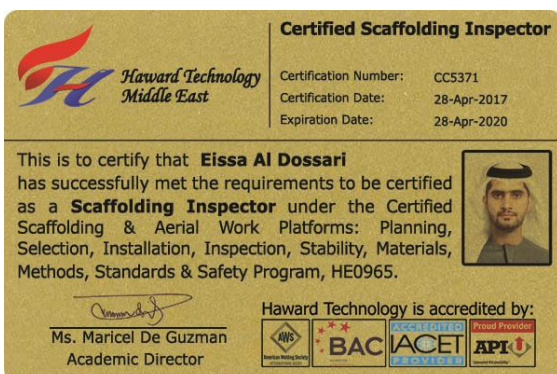 Certified Scaffolding Inspector
Haward Technology
Middle East
Certification Number: CC5371
Certification Date: 28-Apr-2017
Expiration Date: 28-Apr-2020
This is to certify that Eissa Al Dossari
has successfully met the requirements to be certified
as a Scaffolding Inspector under the Certified
Scaffolding & Aerial Work Platforms: Planning,
Selection, Installation, Inspection, Stability, Materials,
Methods, Standards & Safety Program, HE0965.
Ms. Maricel De Guzman
Academic Director
Haward Technology is accredited by:
AWS
American Welding Society
BAC
ACCREDITED
IACET
PROVIDER
Proud Provider
API